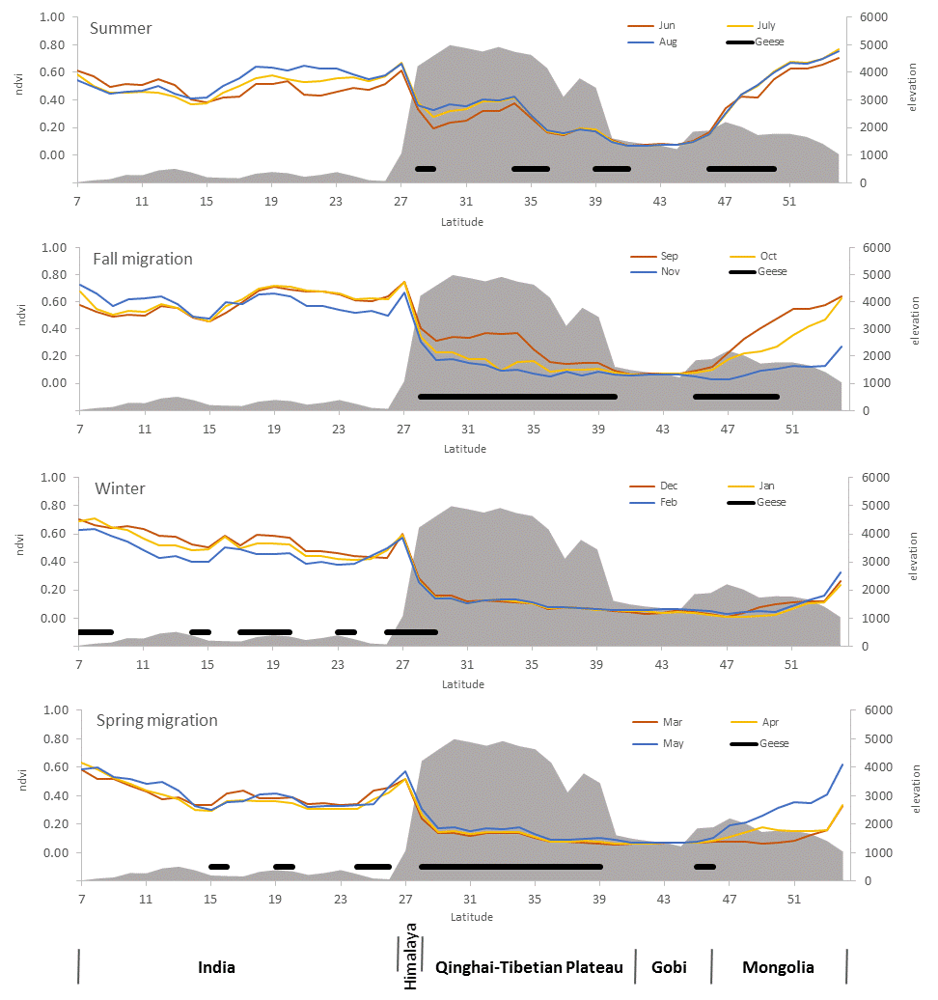 Summer
Jun July
Aug Geese
1.00 6000
0.80 5000
0.60 4000
0.40 3000
0.20 2000
0.00 1000
0
ndvi
elevation
7 11 15 19 23 27 31 35 39 43 47 51
Latitude
Fall migration
Sep Oct
Nov Geese
1.00 6000
0.80 5000
0.60 4000
0.40 3000
0.20 2000
0.00 1000
0
ndvi
elevation
7 11 15 19 23 27 31 35 39 43 47 51
Latitude
Winter
Dec Jan
Feb Geese
1.00 6000
0.80 5000
0.60 4000
0.40 3000
0.20 2000
0.00 1000
0
ndvi
elevation
7 11 15 19 23 27 31 35 39 43 47 51
Latitude
Spring migration
Mar Apr
May Geese
1.00 6000
0.80 5000
0.60 4000
0.40 3000
0.20 2000
0.00 1000
0
ndvi
elevation
7 11 15 19 23 27 31 35 39 43 47 51
Latitude
India Himalaya Qinghai-Tibetian Plateau Gobi Mongolia